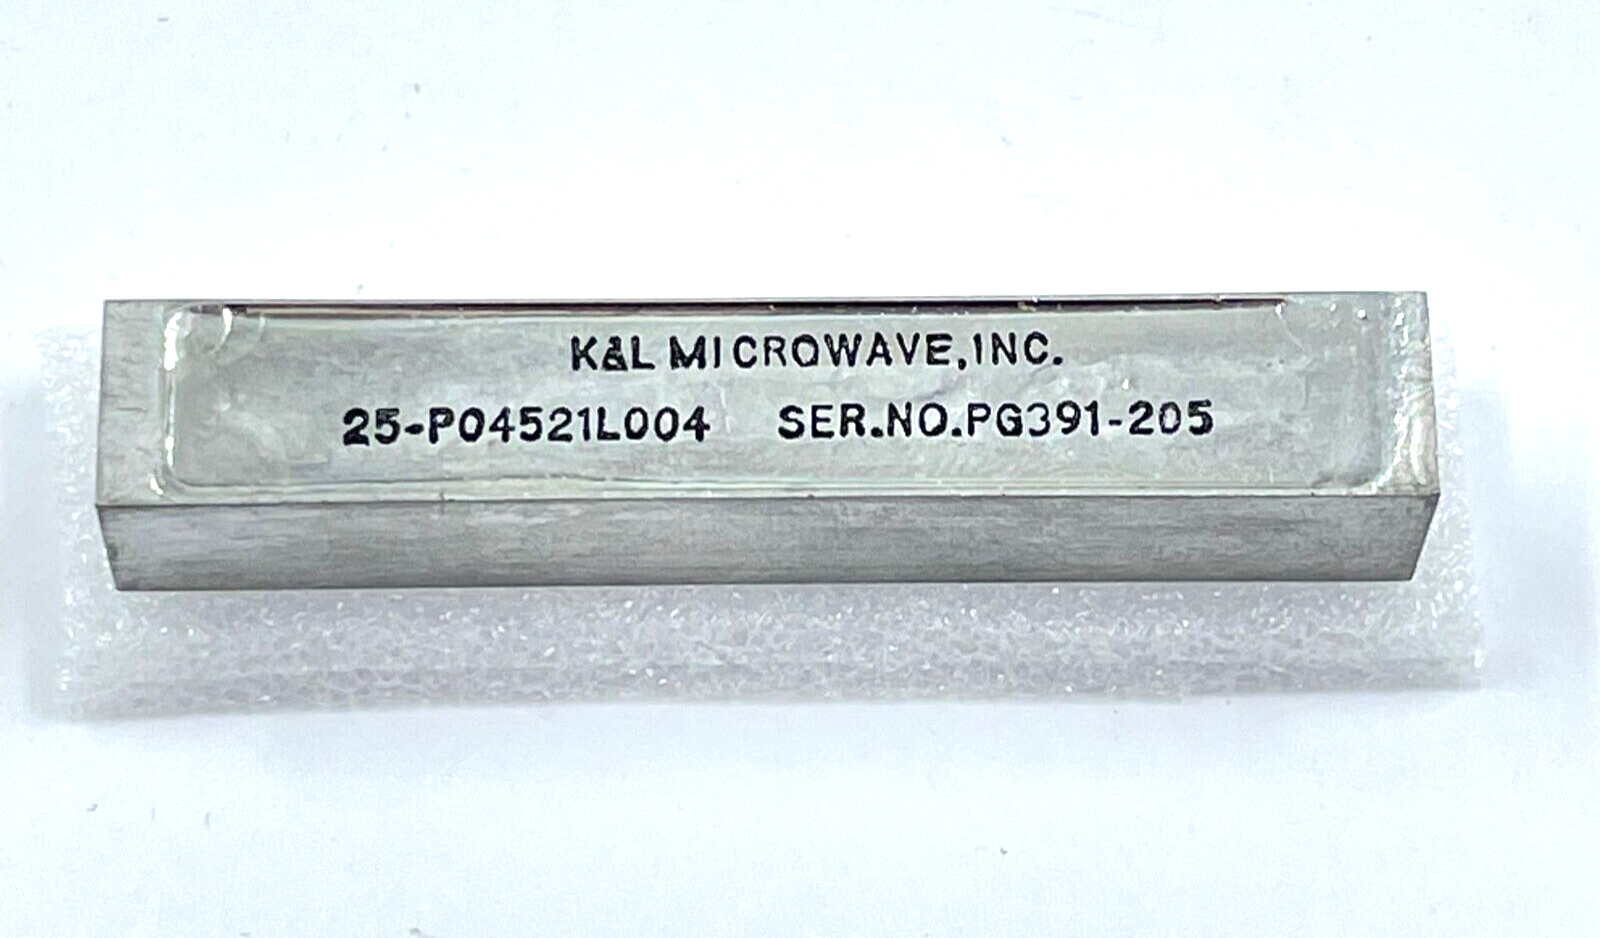 K&L MICROWAVE, INC.
25-P04521L004 SER.NO.PG391-205